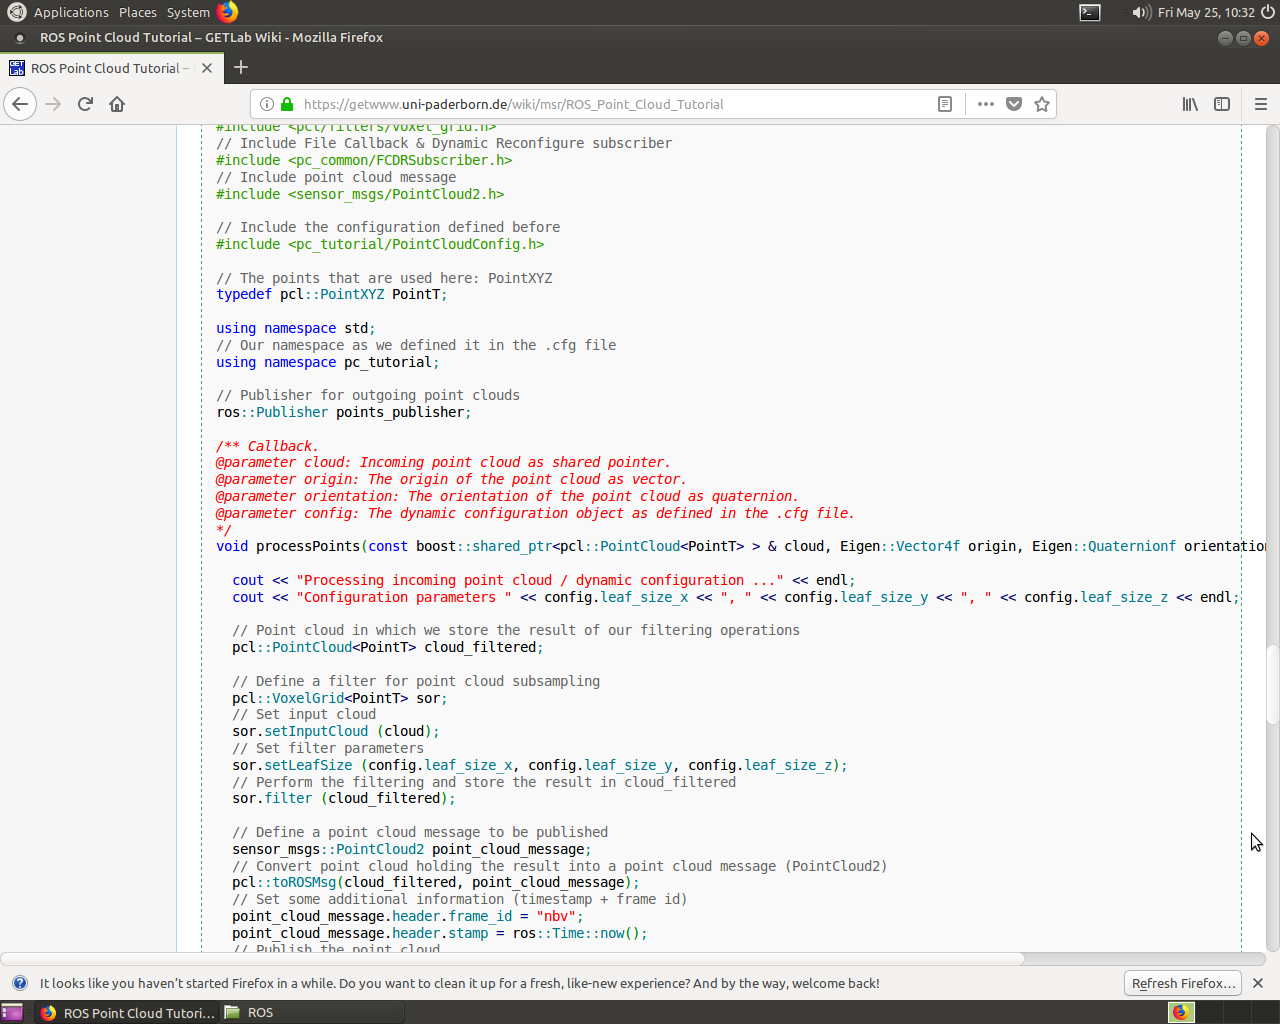 Applications Places System
Fri May 25, 10:32
ROS Point Cloud Tutorial – GETLab Wiki - Mozilla Firefox
GET Lab
ROS Point Cloud Tutorial –
https://getwww.uni-paderborn.de/wiki/msr/ROS_Point_Cloud_Tutorial
#include <pcl/filters/voxel_grid.h>
// Include File Callback & Dynamic Reconfigure subscriber
#include <pc_common/FCDRSubscriber.h>
// Include point cloud message
#include <sensor_msgs/PointCloud2.h>
// Include the configuration defined before
#include <pc_tutorial/PointCloudConfig.h>
// The points that are used here: PointXYZ
typedef pcl::PointXYZ PointT;
using namespace std;
// Our namespace as we defined it in the .cfg file
using namespace pc_tutorial;
// Publisher for outgoing point clouds
ros::Publisher points_publisher;
/** Callback.
@parameter cloud: Incoming point cloud as shared pointer.
@parameter origin: The origin of the point cloud as vector.
@parameter orientation: The orientation of the point cloud as quaternion.
@parameter config: The dynamic configuration object as defined in the .cfg file.
*/
void processPoints(const boost::shared_ptr<pcl::PointCloud<PointT> > & cloud, Eigen::Vector4f origin, Eigen::Quaternionf orientation
cout << "Processing incoming point cloud / dynamic configuration ..." << endl;
cout << "Configuration parameters " << config.leaf_size_x << ", " << config.leaf_size_y << ", " << config.leaf_size_z << endl;
// Point cloud in which we store the result of our filtering operations
pcl::PointCloud<PointT> cloud_filtered;
// Define a filter for point cloud subsampling
pcl::VoxelGrid<PointT> sor;
// Set input cloud
sor.setInputCloud (cloud);
// Set filter parameters
sor.setLeafSize (config.leaf_size_x, config.leaf_size_y, config.leaf_size_z);
// Perform the filtering and store the result in cloud_filtered
sor.filter (cloud_filtered);
// Define a point cloud message to be published
sensor_msgs::PointCloud2 point_cloud_message;
// Convert point cloud holding the result into a point cloud message (PointCloud2)
pcl::toROSMsg(cloud_filtered, point_cloud_message);
// Set some additional information (timestamp + frame id)
point_cloud_message.header.frame_id = "nbv";
point_cloud_message.header.stamp = ros::Time::now();
// Publish the point cloud
It looks like you haven’t started Firefox in a while. Do you want to clean it up for a fresh, like-new experience? And by the way, welcome back!
Refresh Firefox…
ROS Point Cloud Tutori…
ROS